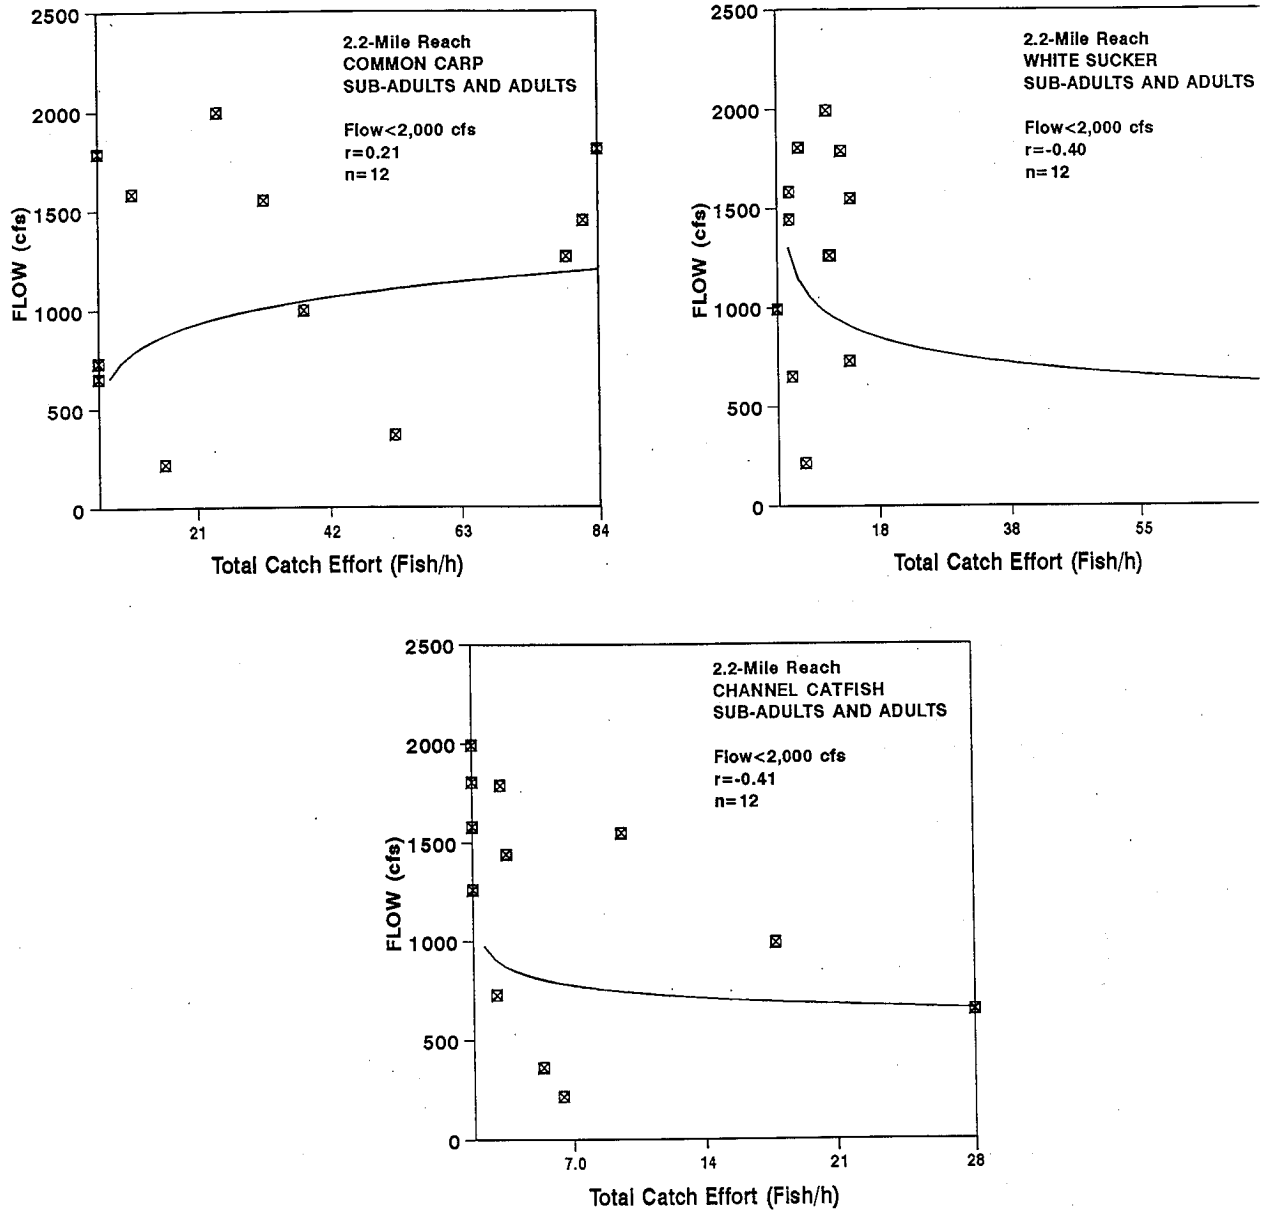 2500
2000
1500
1000
500
0
FLOW (cfs)
2.2-Mile Reach
COMMON CARP
SUB-ADULTS AND ADULTS
Flow<2,000 cfs
r=0.21
n=12
21 42 63 84
Total Catch Effort (Fish/h)
2500
2000
1500
1000
500
0
FLOW (cfs)
2.2-Mile Reach
WHITE SUCKER
SUB-ADULTS AND ADULTS
Flow<2,000 cfs
r=-0.40
n=12
18 38 55
Total Catch Effort (Fish/h)
2500
2000
1500
1000
500
0
FLOW (cfs)
2.2-Mile Reach
CHANNEL CATFISH
SUB-ADULTS AND ADULTS
Flow<2,000 cfs
r=-0.41
n=12
7.0 14 21 28
Total Catch Effort (Fish/h)